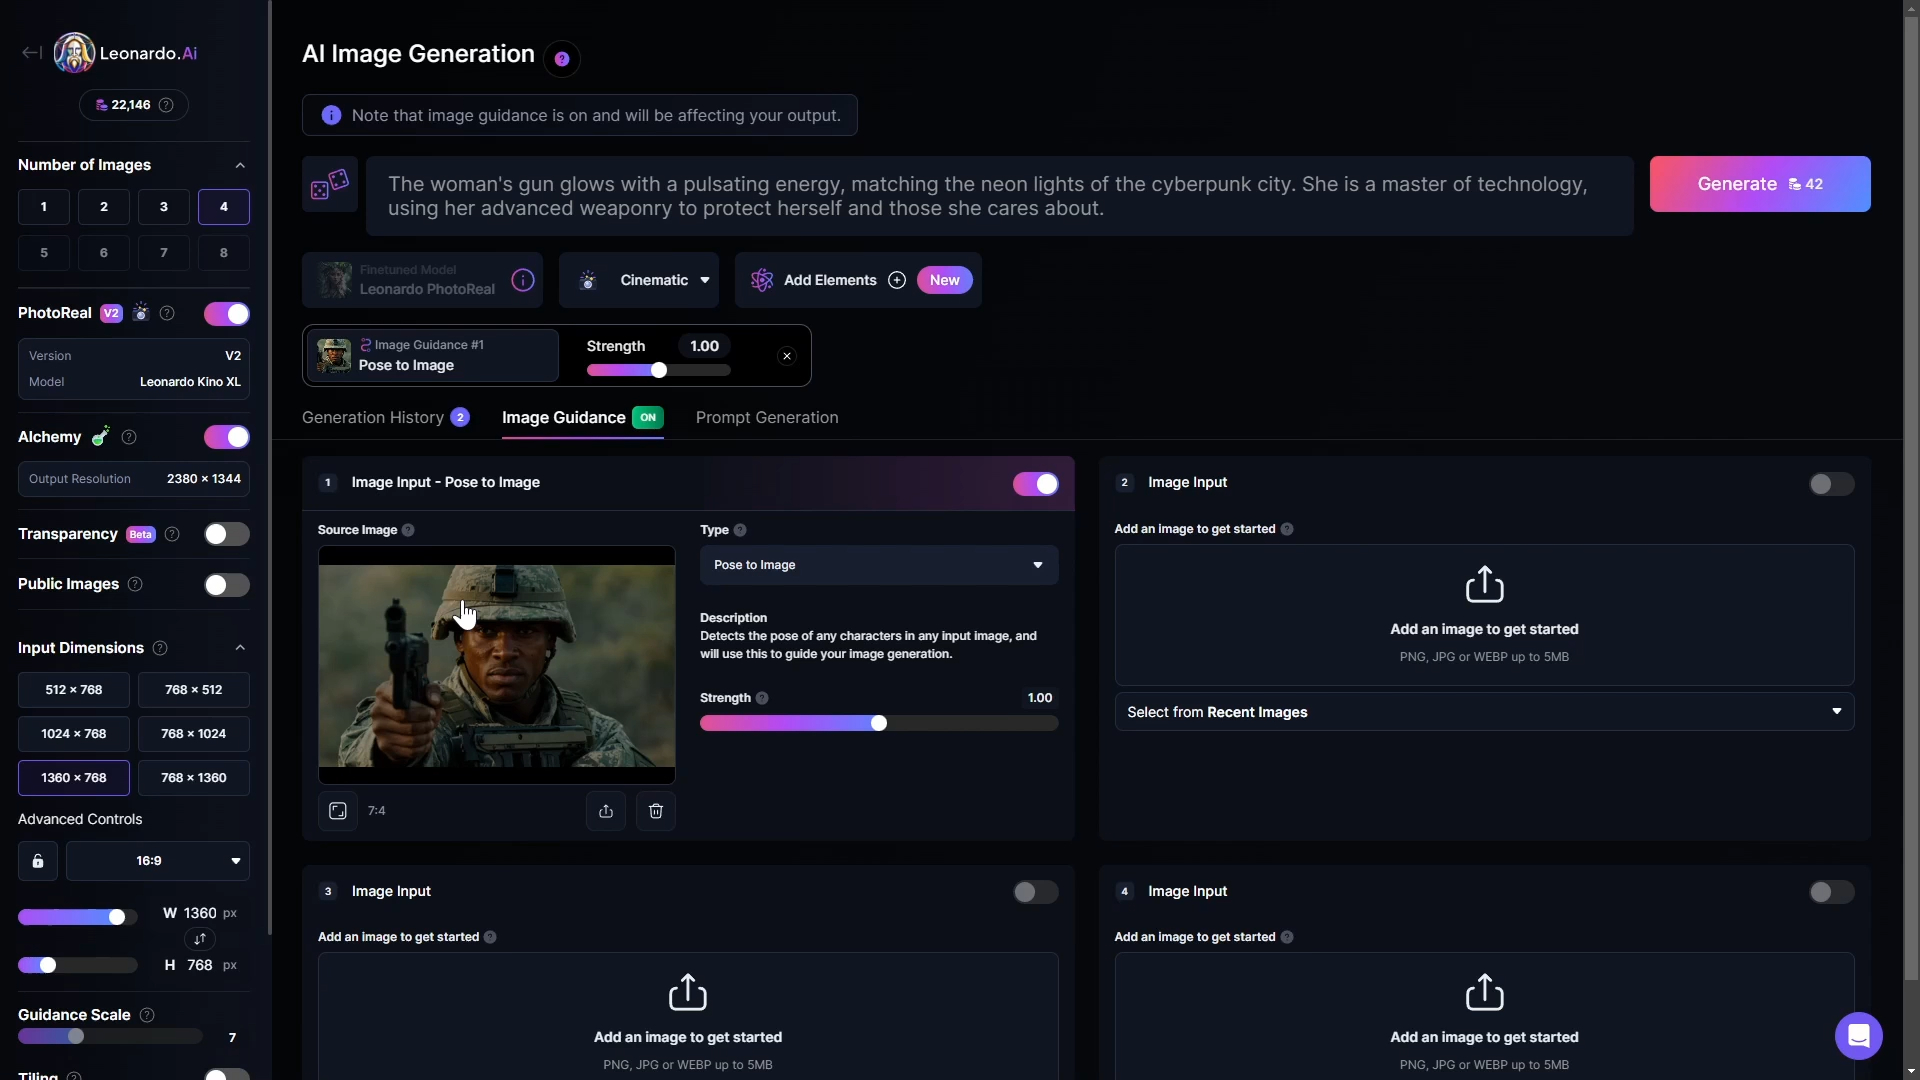 Leonardo.Ai
22,146
Number of Images
1 2 3 4
5 6 7 8
PhotoReal V2
Version V2
Model Leonardo Kino XL
Alchemy
Output Resolution 2380 × 1344
Transparency Beta
Public Images
Input Dimensions
512 × 768 768 × 512
1024 × 768 768 × 1024
1360 × 768 768 × 1360
Advanced Controls
16:9
W 1360 px
H 768 px
Guidance Scale
7
Tiling
AI Image Generation
Note that image guidance is on and will be affecting your output.
The woman's gun glows with a pulsating energy, matching the neon lights of the cyberpunk city. She is a master of technology,
using her advanced weaponry to protect herself and those she cares about.
Generate 42
Finetuned Model
Leonardo PhotoReal
Cinematic
Add Elements New
Image Guidance #1
Pose to Image
Strength 1.00
Generation History 2 Image Guidance ON Prompt Generation
1 Image Input - Pose to Image
Source Image
7:4
Type
Pose to Image
Description
Detects the pose of any characters in any input image, and
will use this to guide your image generation.
Strength 1.00
2 Image Input
Add an image to get started
Add an image to get started
PNG, JPG or WEBP up to 5MB
Select from Recent Images
3 Image Input
Add an image to get started
Add an image to get started
PNG, JPG or WEBP up to 5MB
4 Image Input
Add an image to get started
Add an image to get started
PNG, JPG or WEBP up to 5MB